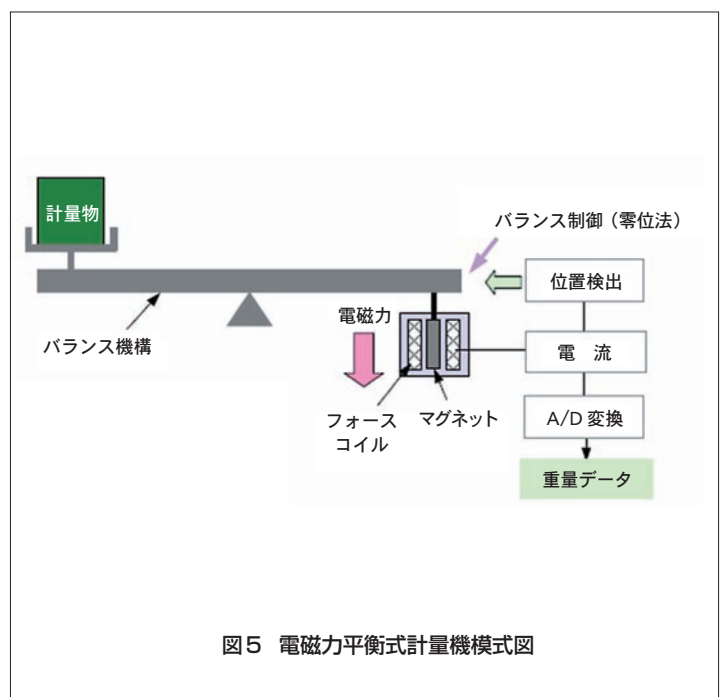 計量物
バランス制御（零位法）
位置検出
電磁力
バランス機構
電　流
フォース
コイル
マグネット
A/D 変換
重量データ
図5 電磁力平衡式計量機模式図